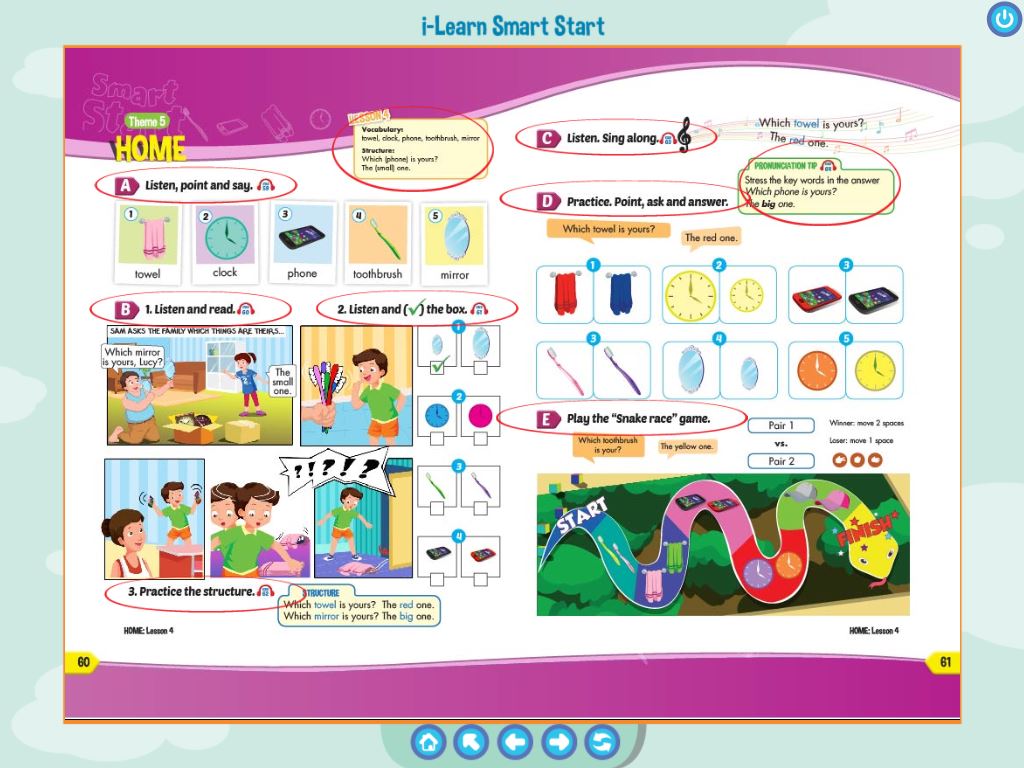 i-Learn Smart Start
Smart
Start
Theme 5
HOME
LESSON 4
Vocabulary:
towel, clock, phone, toothbrush, mirror
Structure:
Which (phone) is yours?
The (small) one.
A Listen, point and say.
1
2
3
4
5
towel
clock
phone
toothbrush
mirror
B 1. Listen and read.
2. Listen and (✓) the box.
SAM ASKS THE FAMILY WHICH THINGS ARE THEIRS...
Which mirror
is yours, Lucy?
The
small
one.
1
2
3
4
? ! ? ! ?
3. Practice the structure.
STRUCTURE
Which towel is yours? The red one.
Which mirror is yours? The big one.
HOME: Lesson 4
60
C Listen. Sing along.
Which towel is yours?
The red one.
PRONUNCIATION TIP
Stress the key words in the answer
Which phone is yours?
The big one.
D Practice. Point, ask and answer.
Which towel is yours?
The red one.
1
2
3
3
4
5
E Play the “Snake race” game.
Which toothbrush
is your?
The yellow one.
Pair 1
vs.
Pair 2
Winner: move 2 spaces
Loser: move 1 space
START
FINISH
HOME: Lesson 4
61